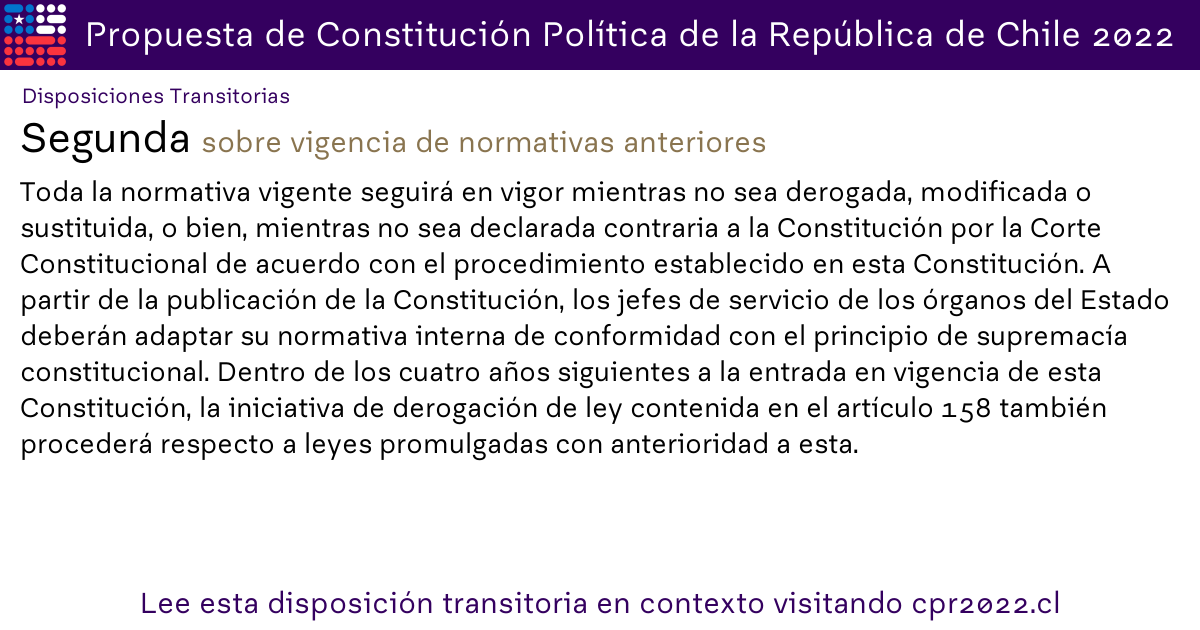 Propuesta de Constitución Política de la República de Chile 2022
Disposiciones Transitorias
Segunda sobre vigencia de normativas anteriores
Toda la normativa vigente seguirá en vigor mientras no sea derogada, modificada o
sustituida, o bien, mientras no sea declarada contraria a la Constitución por la Corte
Constitucional de acuerdo con el procedimiento establecido en esta Constitución. A
partir de la publicación de la Constitución, los jefes de servicio de los órganos del Estado
deberán adaptar su normativa interna de conformidad con el principio de supremacía
constitucional. Dentro de los cuatro años siguientes a la entrada en vigencia de esta
Constitución, la iniciativa de derogación de ley contenida en el artículo 158 también
procederá respecto a leyes promulgadas con anterioridad a esta.
Lee esta disposición transitoria en contexto visitando cpr2022.cl